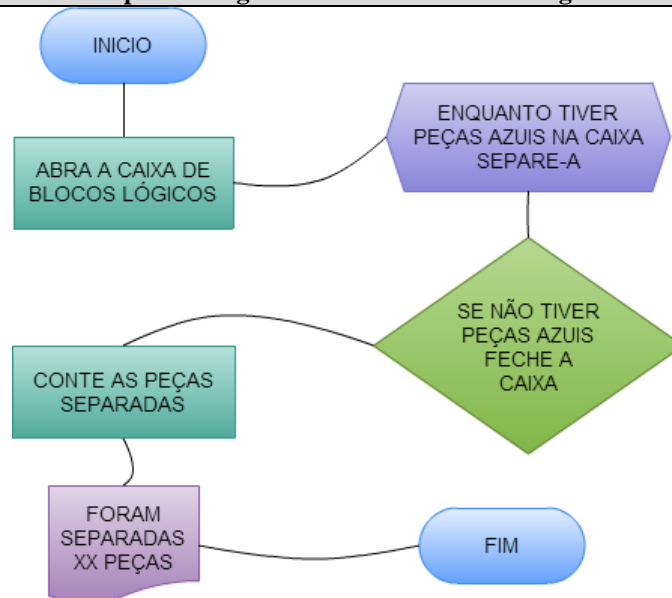 INICIO
ABRA A CAIXA DE
BLOCOS LÓGICOS
ENQUANTO TIVER
PEÇAS AZUIS NA CAIXA
SEPARE-A
SE NÃO TIVER
PEÇAS AZUIS
FECHE A
CAIXA
CONTE AS PEÇAS
SEPARADAS
FORAM
SEPARADAS
XX PEÇAS
FIM